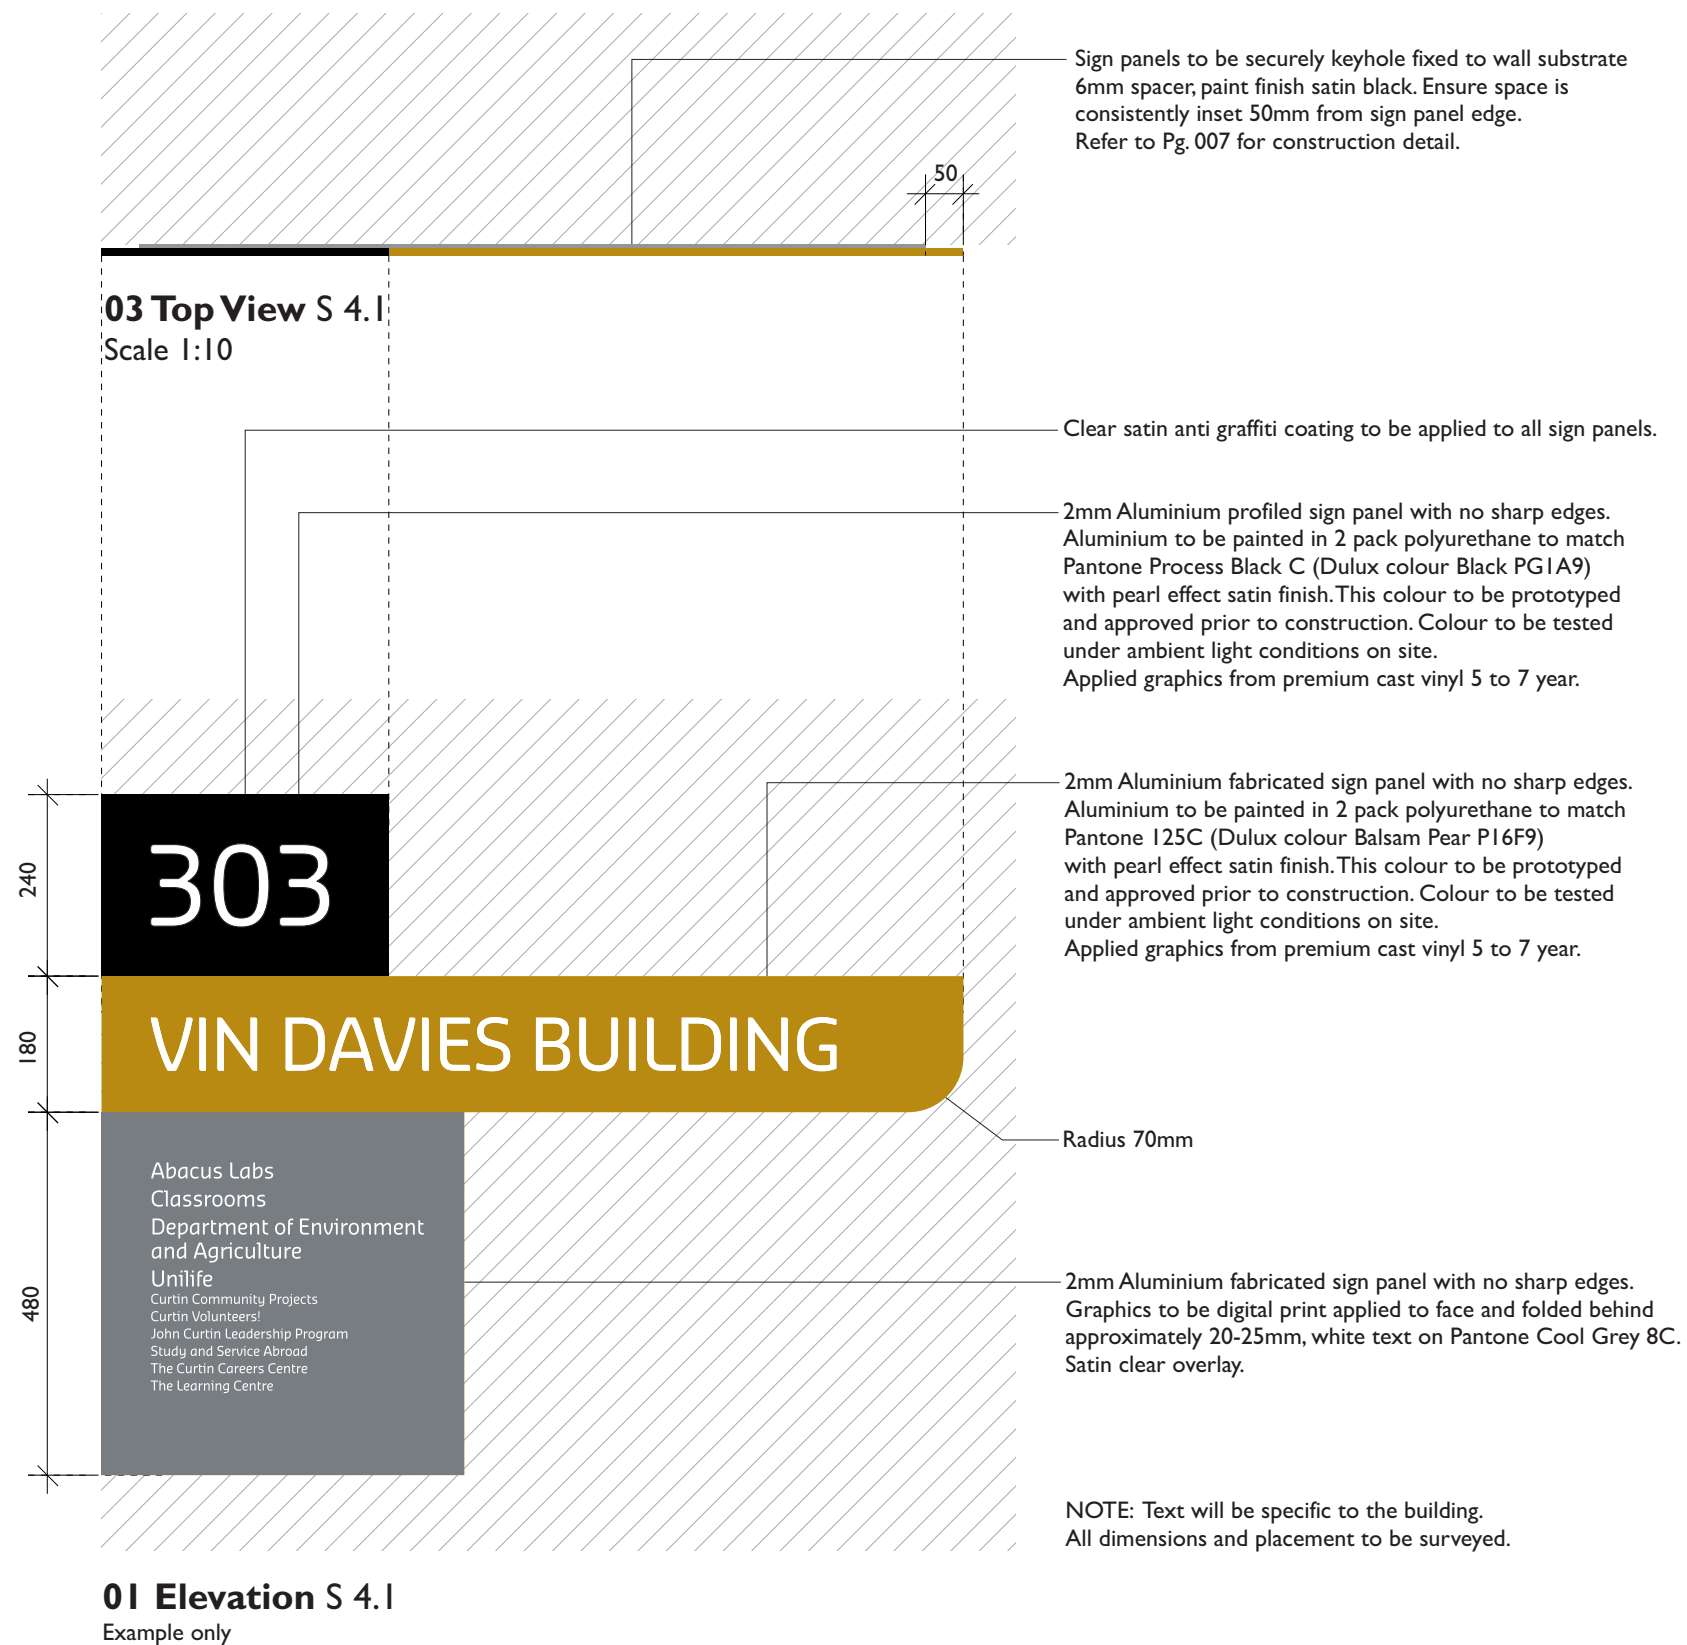 Sign panels to be securely keyhole fixed to wall substrate
6mm spacer, paint finish satin black. Ensure space is
consistently inset 50mm from sign panel edge.
Refer to Pg. 007 for construction detail.
50
03 Top View S 4.1
Scale 1:10
Clear satin anti graffiti coating to be applied to all sign panels.
2mm Aluminium profiled sign panel with no sharp edges.
Aluminium to be painted in 2 pack polyurethane to match
Pantone Process Black C (Dulux colour Black PG1A9)
with pearl effect satin finish. This colour to be prototyped
and approved prior to construction. Colour to be tested
under ambient light conditions on site.
Applied graphics from premium cast vinyl 5 to 7 year.
2mm Aluminium fabricated sign panel with no sharp edges.
Aluminium to be painted in 2 pack polyurethane to match
Pantone 125C (Dulux colour Balsam Pear P16F9)
with pearl effect satin finish. This colour to be prototyped
and approved prior to construction. Colour to be tested
under ambient light conditions on site.
Applied graphics from premium cast vinyl 5 to 7 year.
240
303
180
VIN DAVIES BUILDING
Radius 70mm
480
Abacus Labs
Classrooms
Department of Environment
and Agriculture
Unilife
Curtin Community Projects
Curtin Volunteers!
John Curtin Leadership Program
Study and Service Abroad
The Curtin Careers Centre
The Learning Centre
2mm Aluminium fabricated sign panel with no sharp edges.
Graphics to be digital print applied to face and folded behind
approximately 20-25mm, white text on Pantone Cool Grey 8C.
Satin clear overlay.
NOTE: Text will be specific to the building.
All dimensions and placement to be surveyed.
01 Elevation S 4.1
Example only